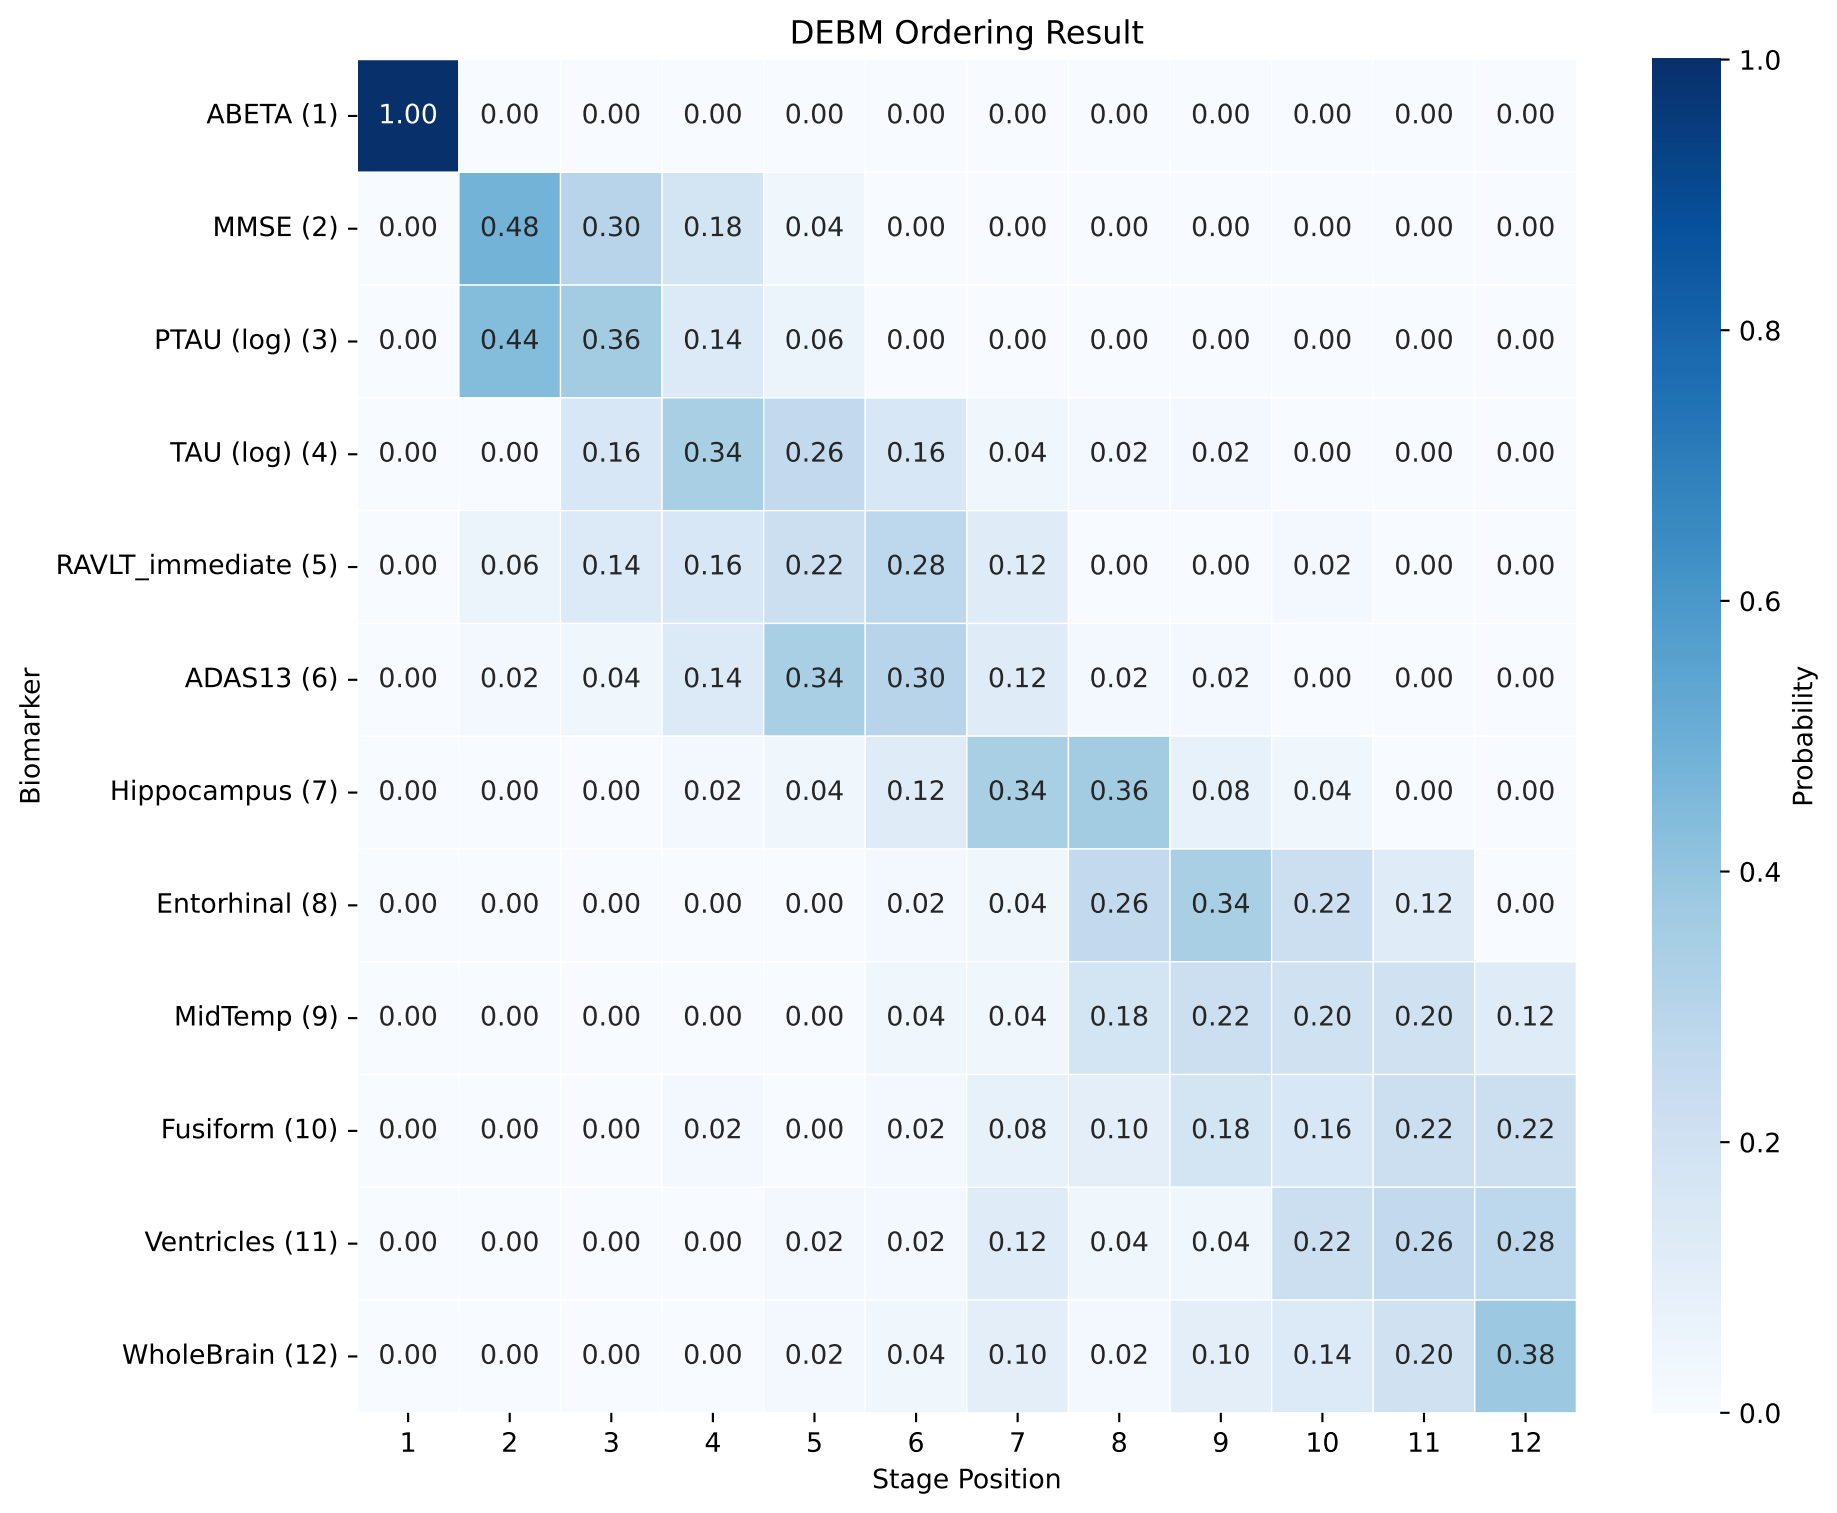 DEBM Ordering Result
ABETA (1) 1.00 0.00 0.00 0.00 0.00 0.00 0.00 0.00 0.00 0.00 0.00 0.00
MMSE (2) 0.00 0.48 0.30 0.18 0.04 0.00 0.00 0.00 0.00 0.00 0.00 0.00
PTAU (log) (3) 0.00 0.44 0.36 0.14 0.06 0.00 0.00 0.00 0.00 0.00 0.00 0.00
TAU (log) (4) 0.00 0.00 0.16 0.34 0.26 0.16 0.04 0.02 0.02 0.00 0.00 0.00
RAVLT_immediate (5) 0.00 0.06 0.14 0.16 0.22 0.28 0.12 0.00 0.00 0.02 0.00 0.00
ADAS13 (6) 0.00 0.02 0.04 0.14 0.34 0.30 0.12 0.02 0.02 0.00 0.00 0.00
Hippocampus (7) 0.00 0.00 0.00 0.02 0.04 0.12 0.34 0.36 0.08 0.04 0.00 0.00
Entorhinal (8) 0.00 0.00 0.00 0.00 0.00 0.02 0.04 0.26 0.34 0.22 0.12 0.00
MidTemp (9) 0.00 0.00 0.00 0.00 0.00 0.04 0.04 0.18 0.22 0.20 0.20 0.12
Fusiform (10) 0.00 0.00 0.00 0.02 0.00 0.02 0.08 0.10 0.18 0.16 0.22 0.22
Ventricles (11) 0.00 0.00 0.00 0.00 0.02 0.02 0.12 0.04 0.04 0.22 0.26 0.28
WholeBrain (12) 0.00 0.00 0.00 0.00 0.02 0.04 0.10 0.02 0.10 0.14 0.20 0.38
1 2 3 4 5 6 7 8 9 10 11 12
Stage Position
Biomarker
1.0
0.8
0.6
0.4
0.2
0.0
Probability